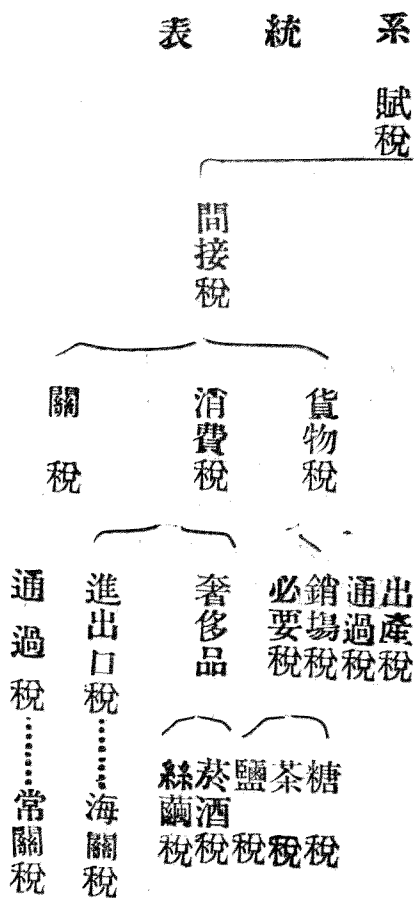 系統表
賦稅
間接稅
貨物稅
消費稅
關稅
出產稅
通過稅
銷場稅
必要稅
奢侈品
進出口稅………海關稅
通過稅………常關稅
糖稅
茶稅
鹽稅
菸酒稅
絲繭稅